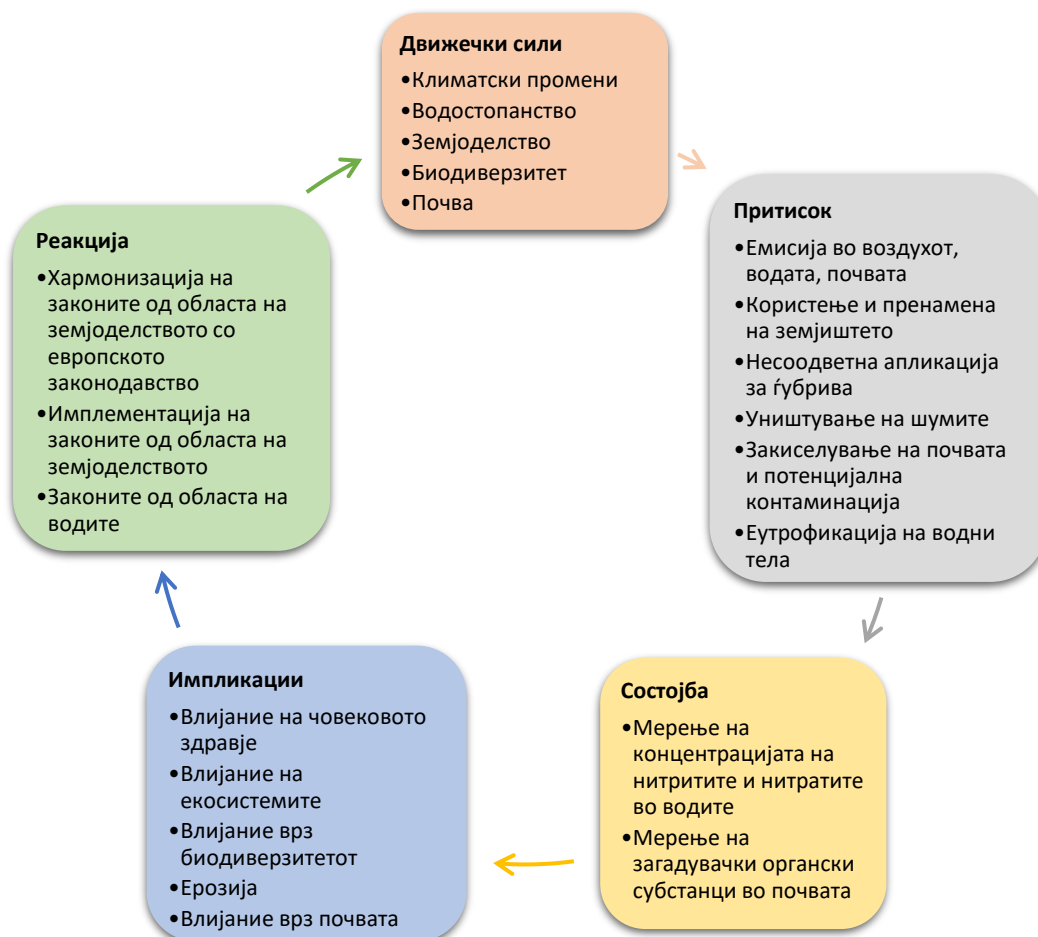 Движечки сили
•Климатски промени
•Водостопанство
•Земјоделство
•Биодиверзитет
•Почва
Притисок
•Емисија во воздухот,
водата, почвата
•Користење и пренамена
на земјиштето
•Несоодветна апликација
за ѓубрива
•Уништување на шумите
•Закиселување на почвата
и потенцијална
контаминација
•Еутрофикација на водни
тела
Состојба
•Мерење на
концентрацијата на
нитритите и нитратите
во водите
•Мерење на
загадувачки органски
субстанци во почвата
Импликации
•Влијание на човековото
здравје
•Влијание на
екосистемите
•Влијание врз
биодиверзитетот
•Ерозија
•Влијание врз почвата
Реакција
•Хармонизација на
законите од област на
земјоделството со
европското
законодавство
•Имплементација на
законите од област на
земјоделството
•Законите од област на
водите